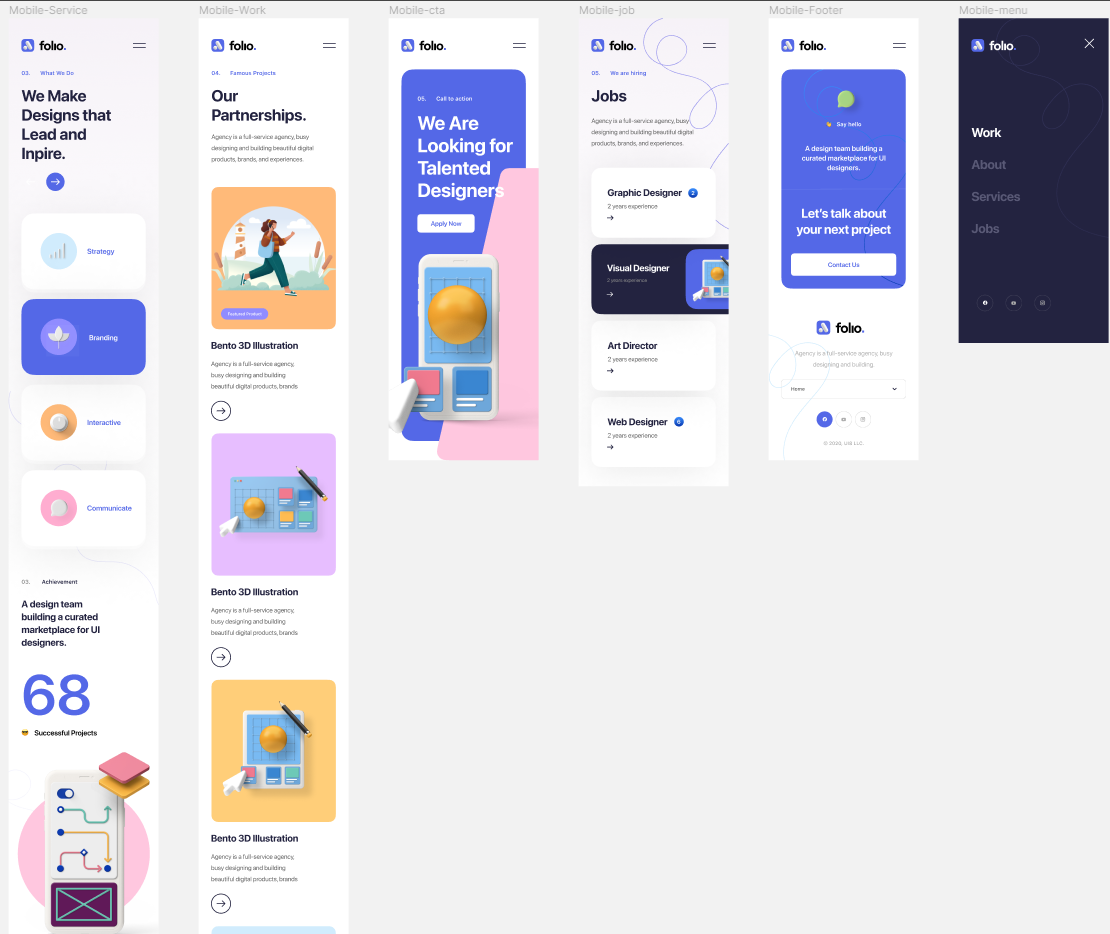 Mobile-Service
folio.
03. What We Do
We Make
Designs that
Lead and
Inpire.
Strategy
Branding
Interactive
Communicate
03. Achievement
A design team
building a curated
marketplace for UI
designers.
68
Successful Projects
Mobile-Work
folio.
04. Famous Projects
Our
Partnerships.
Agency is a full-service agency, busy
designing and building beautiful digital
products, brands, and experiences.
Featured Product
Bento 3D Illustration
Agency is a full-service agency,
busy designing and building
beautiful digital products, brands
Bento 3D Illustration
Agency is a full-service agency,
busy designing and building
beautiful digital products, brands
Bento 3D Illustration
Agency is a full-service agency,
busy designing and building
beautiful digital products, brands
Mobile-cta
folio.
05. Call to action
We Are
Looking for
Talented
Designers
Apply Now
Mobile-job
folio.
05. We are hiring
Jobs
Agency is a full-service agency, busy
designing and building beautiful digital
products, brands, and experiences.
Graphic Designer 2
2 years experience
Visual Designer
2 years experience
Art Director
2 years experience
Web Designer 6
2 years experience
Mobile-Footer
folio.
Say hello
A design team building a
curated marketplace for UI
designers.
Let's talk about
your next project
Contact Us
folio.
Agency is a full-service agency, busy
designing and building
Home
© 2020, UI8 LLC.
Mobile-menu
folio.
Work
About
Services
Jobs